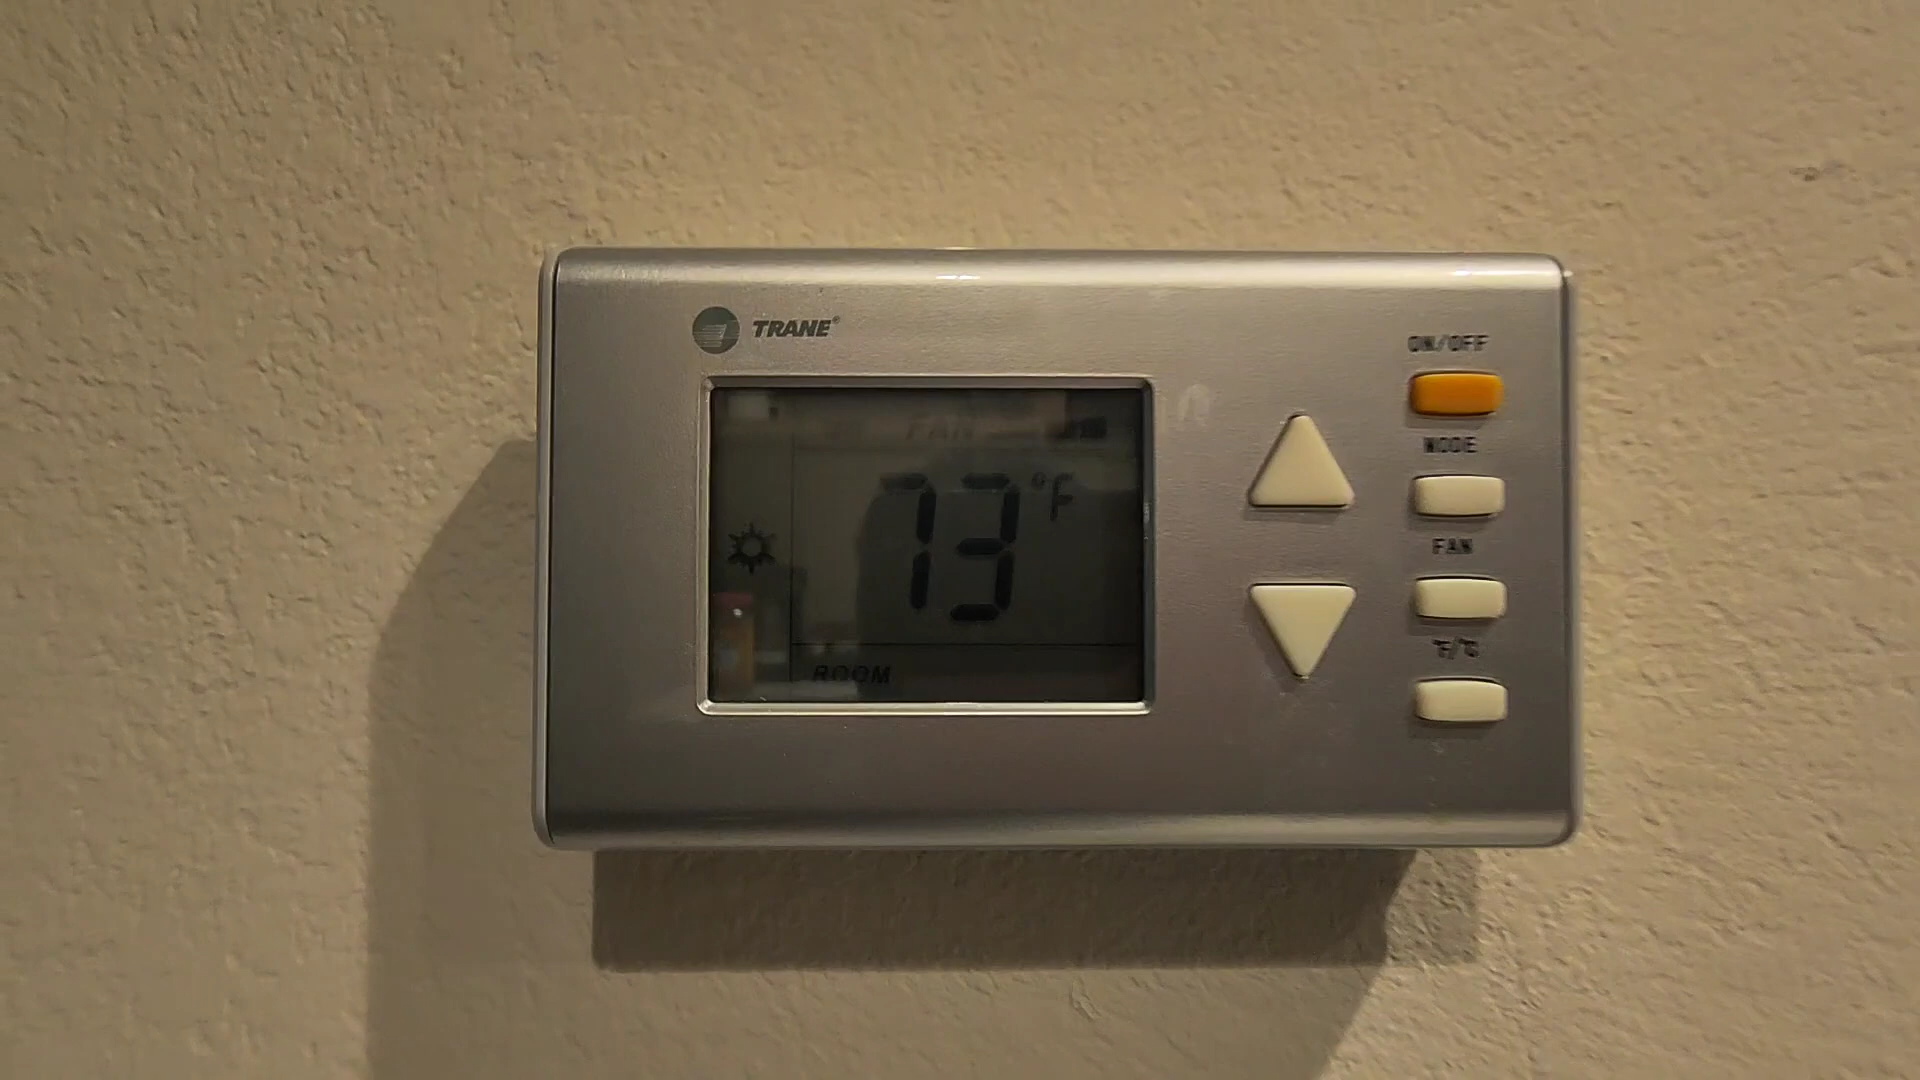 TRANE®
ON/OFF
MODE
FAN
°F/°C
FAN
73 °F
ROOM